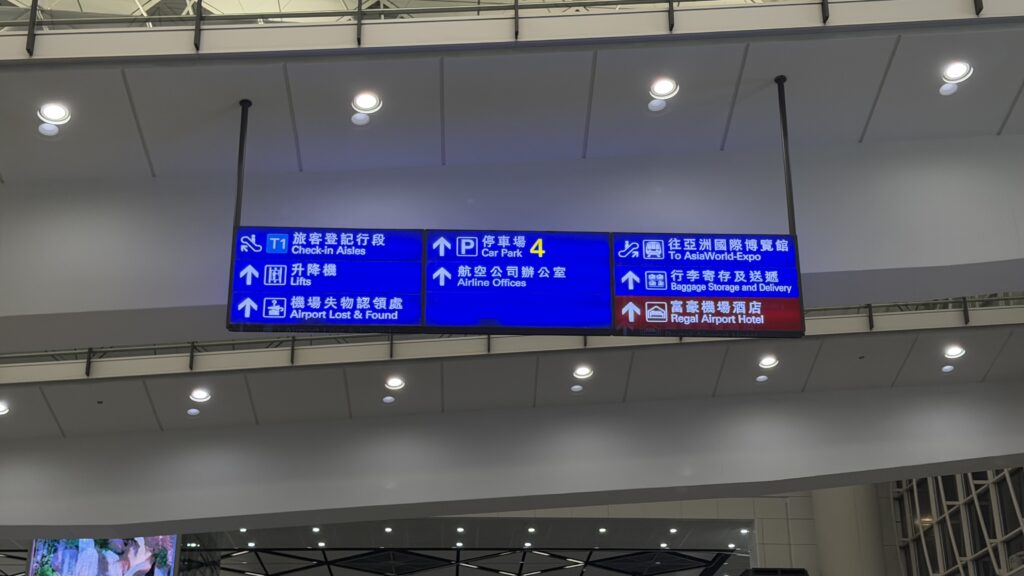 T1 旅客登記行段
Check-in Aisles
升降機
Lifts
機場失物認領處
Airport Lost & Found
P 停車場 4
Car Park
航空公司辦公室
Airline Offices
往亞洲國際博覽館
To AsiaWorld-Expo
行李寄存及送遞
Baggage Storage and Delivery
富豪機場酒店
Regal Airport Hotel